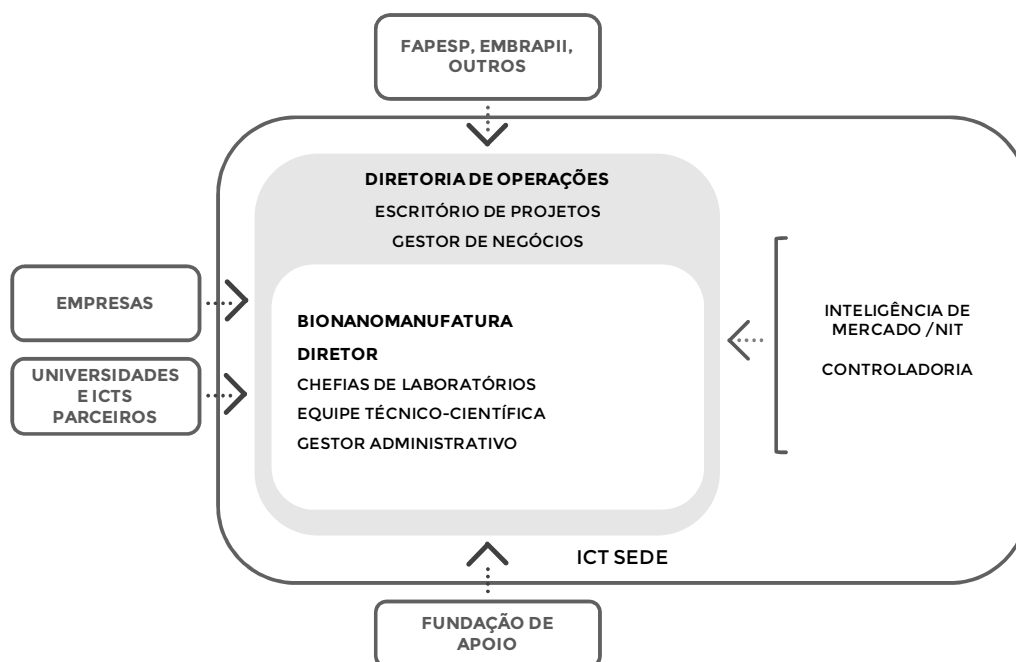 FAPESP, EMBRAPII,
OUTROS
DIRETORIA DE OPERAÇÕES
ESCRITÓRIO DE PROJETOS
GESTOR DE NEGÓCIOS
EMPRESAS
UNIVERSIDADES
E ICTS
PARCEIROS
BIONANOMANUFATURA
DIRETOR
CHEFIAS DE LABORATÓRIOS
EQUIPE TÉCNICO-CIENTÍFICA
GESTOR ADMINISTRATIVO
INTELIGÊNCIA DE
MERCADO /NIT
CONTROLADORIA
ICT SEDE
FUNDAÇÃO DE
APOIO